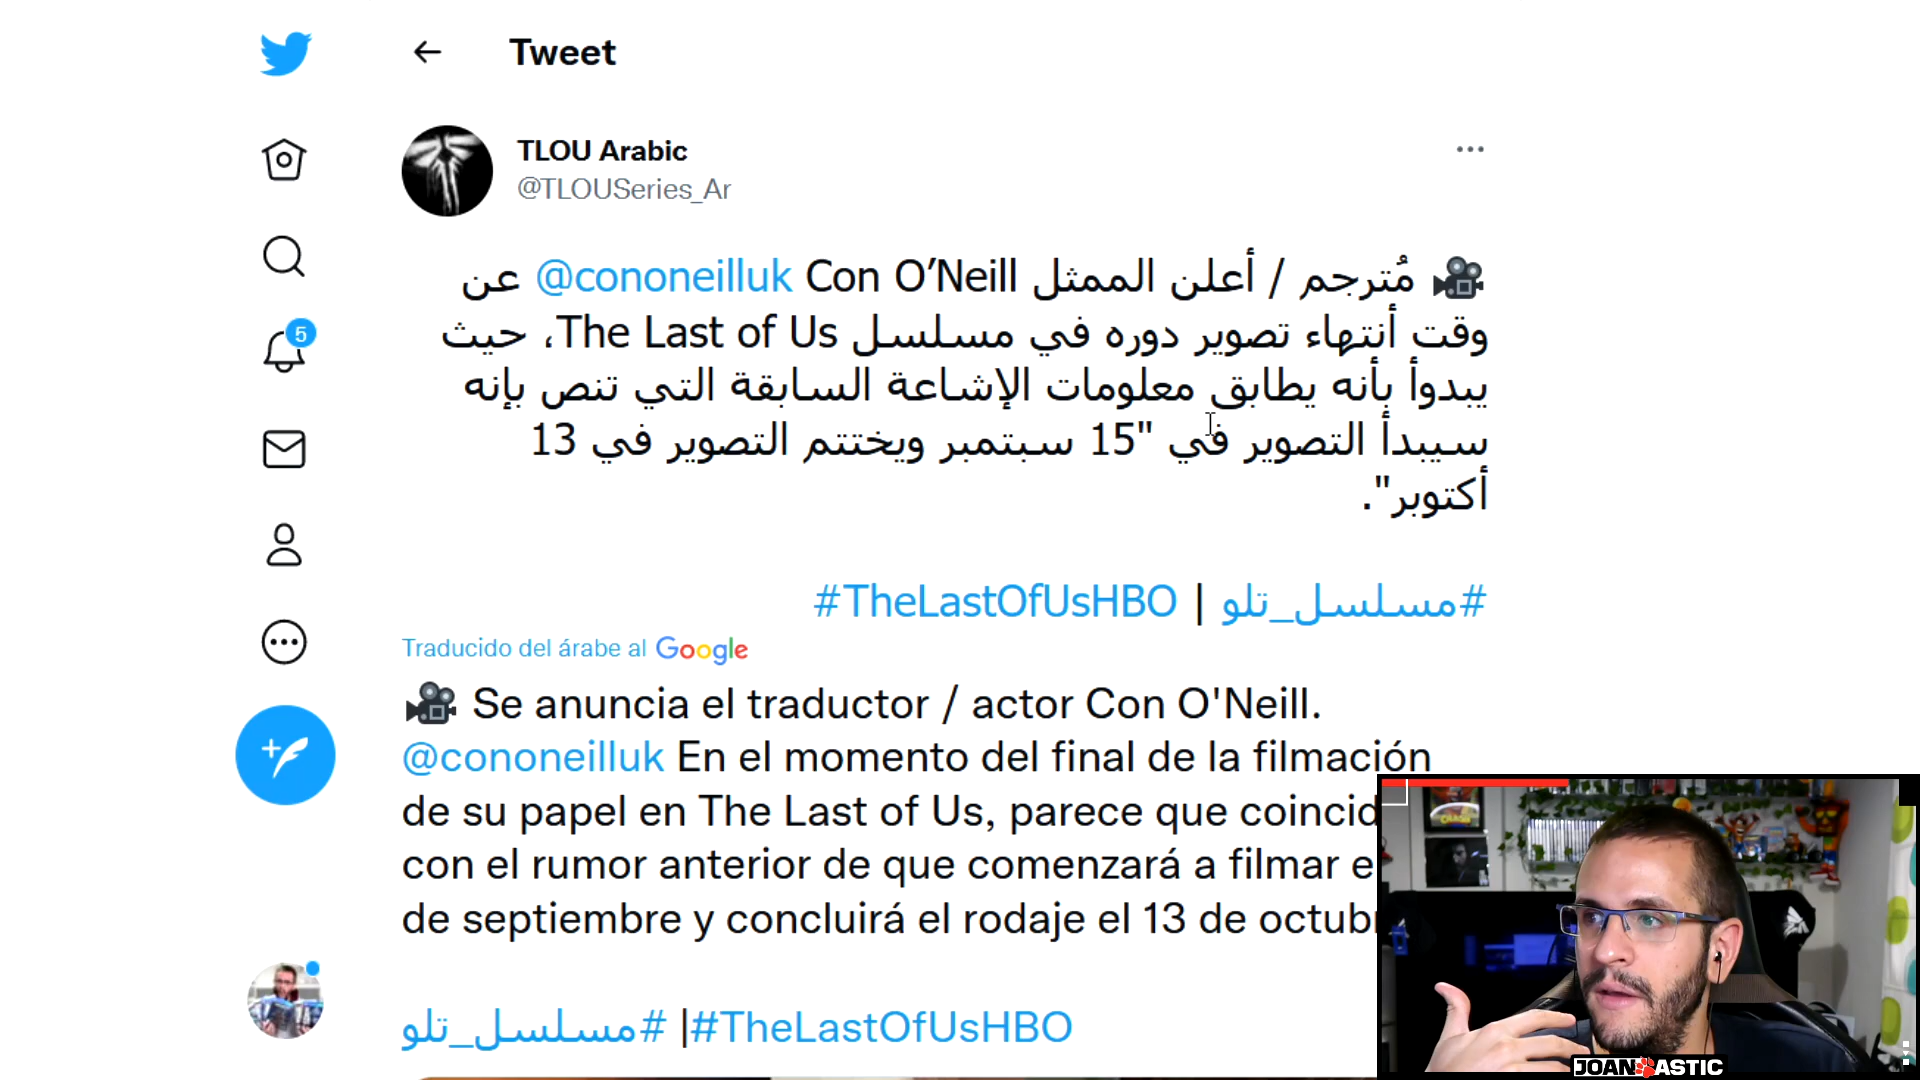 Tweet
TLOU Arabic
@TLOUSeries_Ar
مُترجم / أعلن الممثل Con O’Neill @cononeilluk عن
وقت أنتهاء تصوير دوره في مسلسل The Last of Us، حيث
يبدوأ بأنه يطابق معلومات الإشاعة السابقة التي تنص بإنه
سيبدأ التصوير في "15 سبتمبر ويختتم التصوير في 13
أكتوبر".
#مسلسل_تلو | #TheLastOfUsHBO
5
Traducido del árabe al Google
Se anuncia el traductor / actor Con O'Neill.
@cononeilluk En el momento del final de la filmación
de su papel en The Last of Us, parece que coincid
con el rumor anterior de que comenzará a filmar e
de septiembre y concluirá el rodaje el 13 de octub
#مسلسل_تلو |#TheLastOfUsHBO
JOANTASTIC